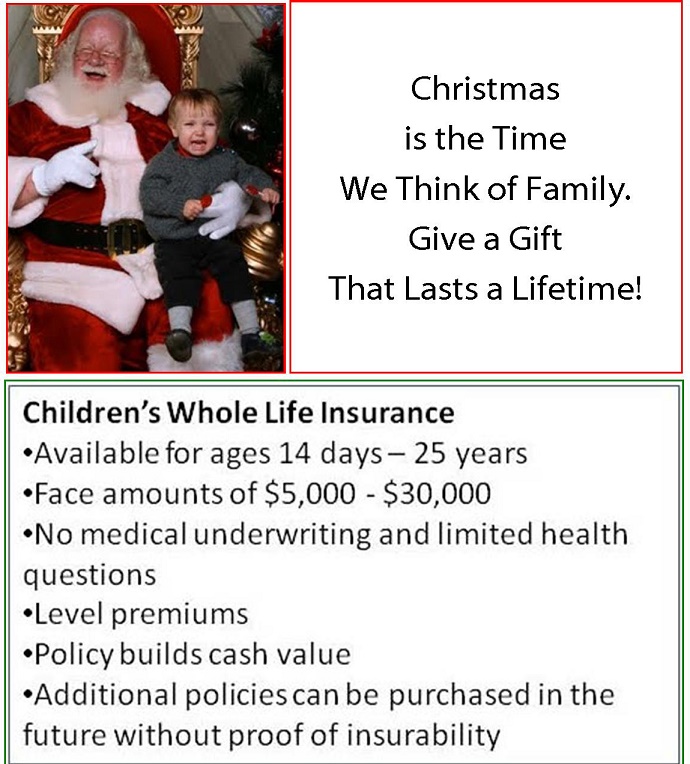 Christmas
is the Time
We Think of Family.
Give a Gift
That Lasts a Lifetime!
Children’s Whole Life Insurance
•Available for ages 14 days – 25 years
•Face amounts of $5,000 - $30,000
•No medical underwriting and limited health
questions
•Level premiums
•Policy builds cash value
•Additional policies can be purchased in the
future without proof of insurability